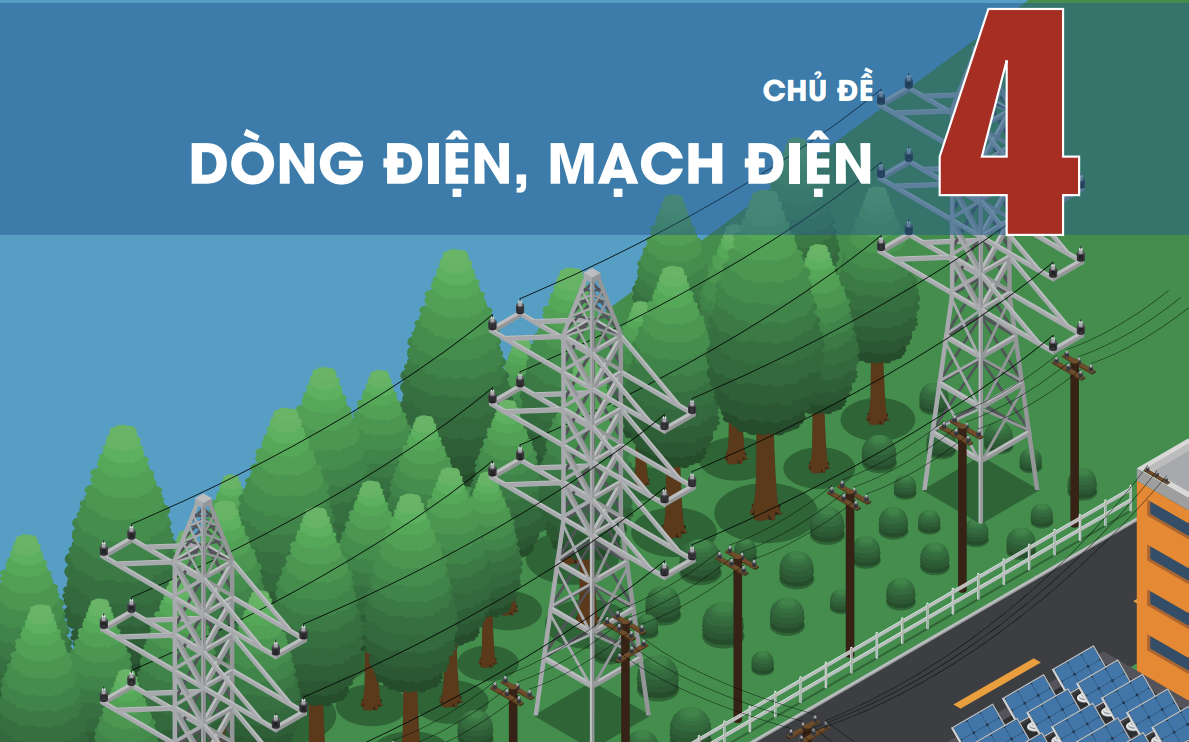 CHỦ ĐỀ
4
DÒNG ĐIỆN, MẠCH ĐIỆN